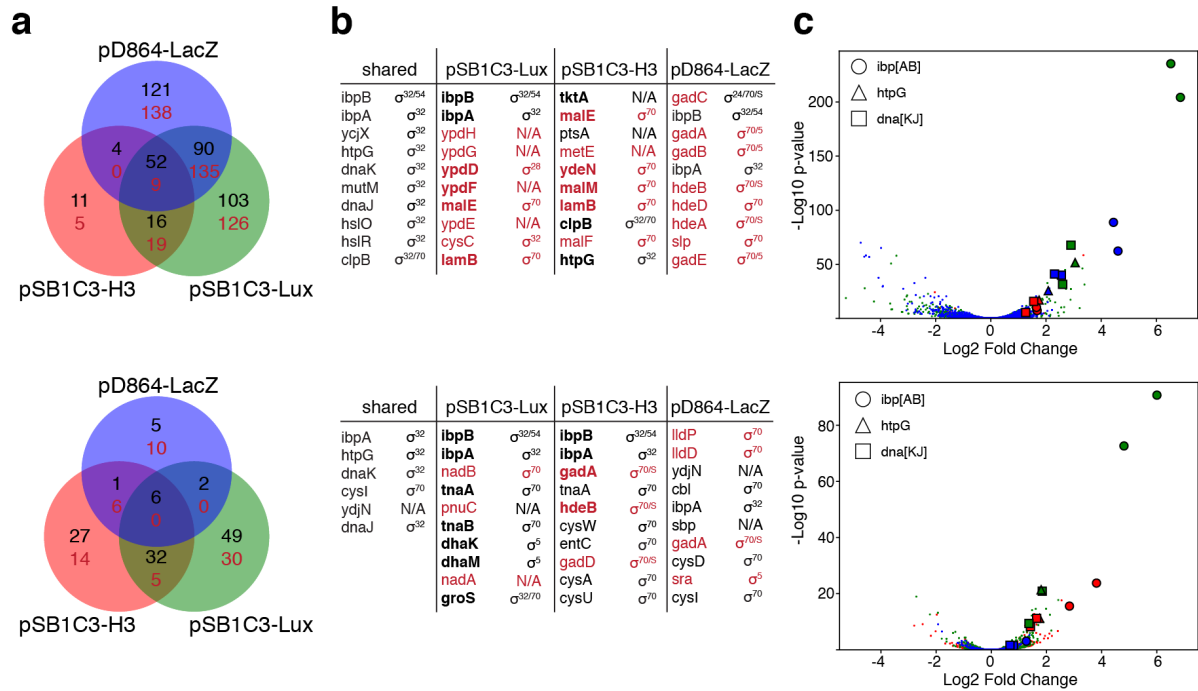 a
b
c
pD864-LacZ
121
138
4
0
52
0
90
135
11
5
16
19
103
126
pSB1C3-H3
pSB1C3-Lux
shared pSB1C3-Lux pSB1C3-H3 pD864-LacZ
ibpB σ32/54 ibpB σ32/54 tktA N/A gadC σ24/70/S
ibpA σ32 ibpA σ32 malE σ70 ibpB σ32/54
ycjX σ32 ypdH N/A ptsA N/A gadA σ70/5
htpG σ32 ypdG N/A metE N/A gadB σ70/5
dnaK σ32 ypdD σ28 ydeN σ70 ibpA σ32
mutM σ32 ypdF N/A malM σ70 hdeB σ70/S
dnaJ σ32 malE σ70 lamB σ70 hdeD σ70
hslO σ32 ypdE N/A clpB σ32/70 hdeA σ70/S
hslR σ32 cysC σ32 malF σ70 slp σ70
clpB σ32/70 lamB σ70 htpG σ32 gadE σ70/5
ibp[AB]
htpG
dna[KJ]
-Log10 p-value
200
150
100
50
-4 -2 0 2 4 6
Log2 Fold Change
pD864-LacZ
5
10
1
6
6
0
2
0
27
14
32
5
49
30
pSB1C3-H3
pSB1C3-Lux
shared pSB1C3-Lux pSB1C3-H3 pD864-LacZ
ibpA σ32 ibpB σ32/54 ibpB σ32/54 lldP σ70
htpG σ32 ibpA σ32 ibpA σ32 lldD σ70
dnaK σ32 nadB σ70 gadA σ70/S ydjN N/A
cysI σ70 tnaA σ70 tnaA σ70 cbl σ70
ydjN N/A pnuC N/A hdeB σ70/S ibpA σ32
dnaJ σ32 tnaB σ70 cysW σ70 sbp N/A
dhaK σ5 entC σ70 gadA σ70/S
dhaM σ5 gadD σ70/S cysD σ70
nadA N/A cysA σ70 sra σ5
groS σ32/70 cysU σ70 cysI σ70
ibp[AB]
htpG
dna[KJ]
-Log10 p-value
80
60
40
20
-4 -2 0 2 4 6
Log2 Fold Change